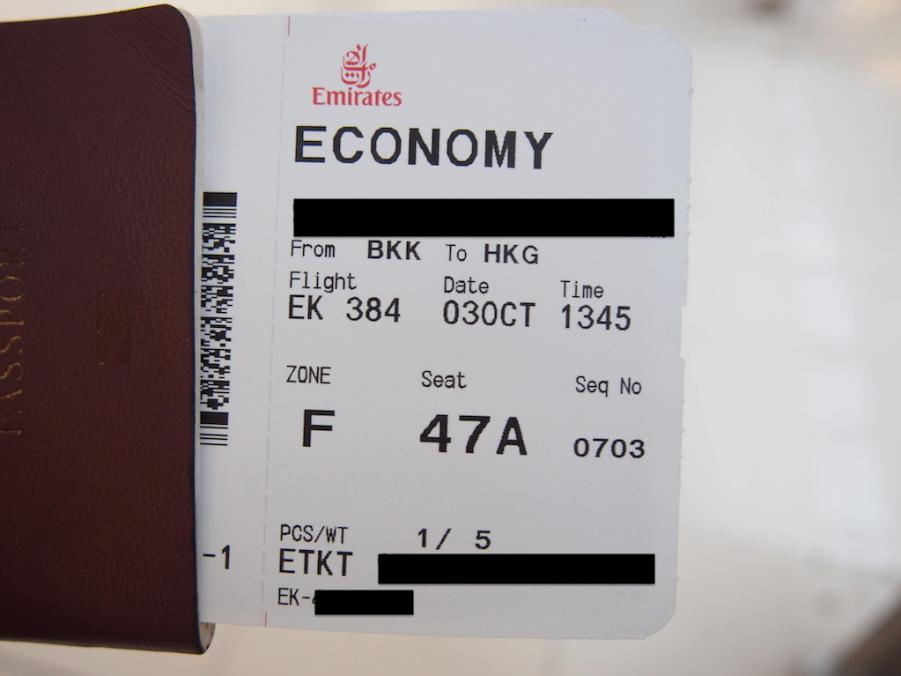 PASSPORT
Emirates
ECONOMY
From BKK To HKG
Flight Date Time
EK 384 03OCT 1345
ZONE Seat Seq No
F 47A 0703
PCS/WT 1/ 5
-1 ETKT
EK-